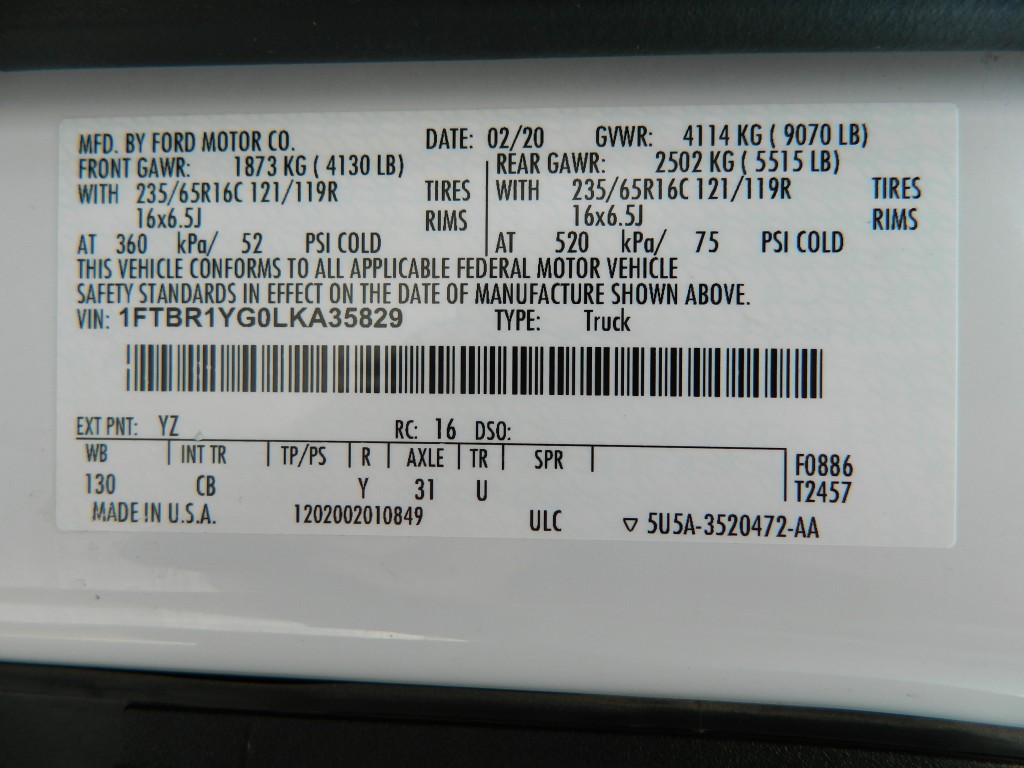 MFD. BY FORD MOTOR CO. DATE: 02/20 GVWR: 4114 KG ( 9070 LB)
FRONT GAWR: 1873 KG ( 4130 LB) REAR GAWR: 2502 KG ( 5515 LB)
WITH 235/65R16C 121/119R TIRES WITH 235/65R16C 121/119R TIRES
16x6.5J RIMS 16x6.5J RIMS
AT 360 kPa/ 52 PSI COLD AT 520 kPa/ 75 PSI COLD
THIS VEHICLE CONFORMS TO ALL APPLICABLE FEDERAL MOTOR VEHICLE
SAFETY STANDARDS IN EFFECT ON THE DATE OF MANUFACTURE SHOWN ABOVE.
VIN: 1FTBR1YG0LKA35829 TYPE: Truck
EXT PNT: YZ RC: 16 DSO:
WB INT TR TP/PS R AXLE TR SPR F0886
130 CB Y 31 U T2457
MADE IN U.S.A. 1202002010849 ULC ▽ 5U5A-3520472-AA